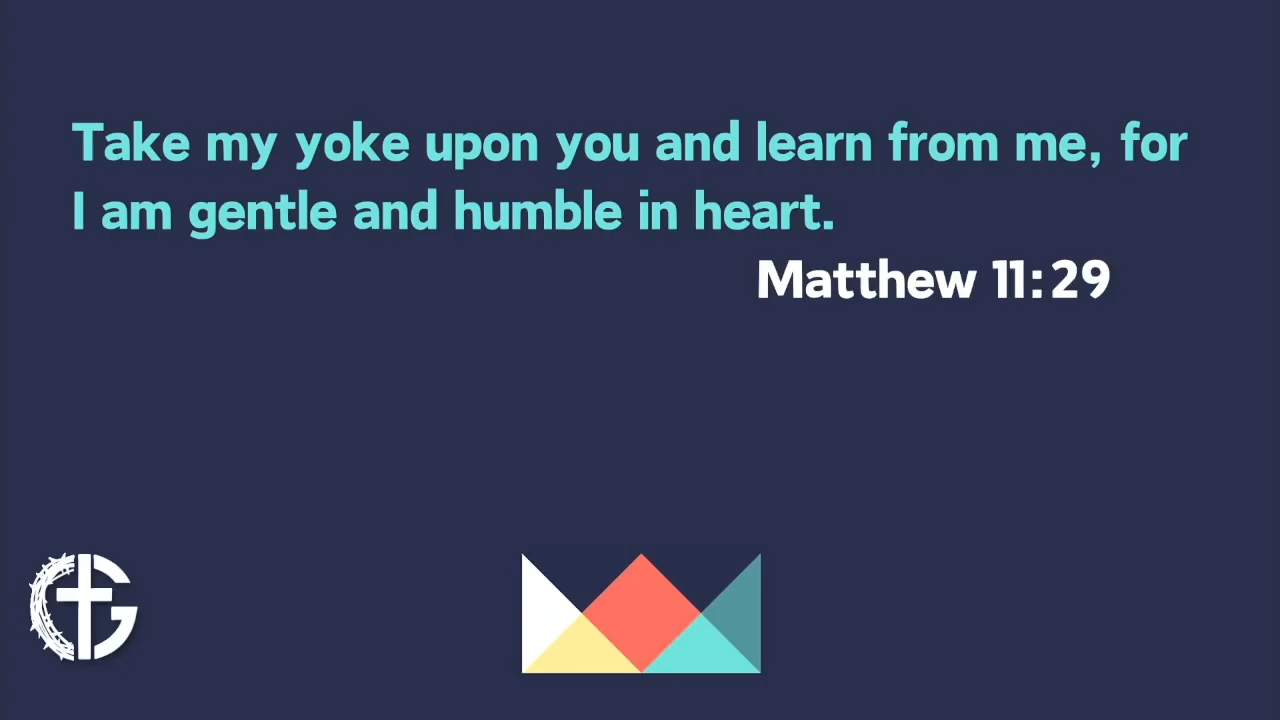 Take my yoke upon you and learn from me, for
I am gentle and humble in heart.
Matthew 11:29